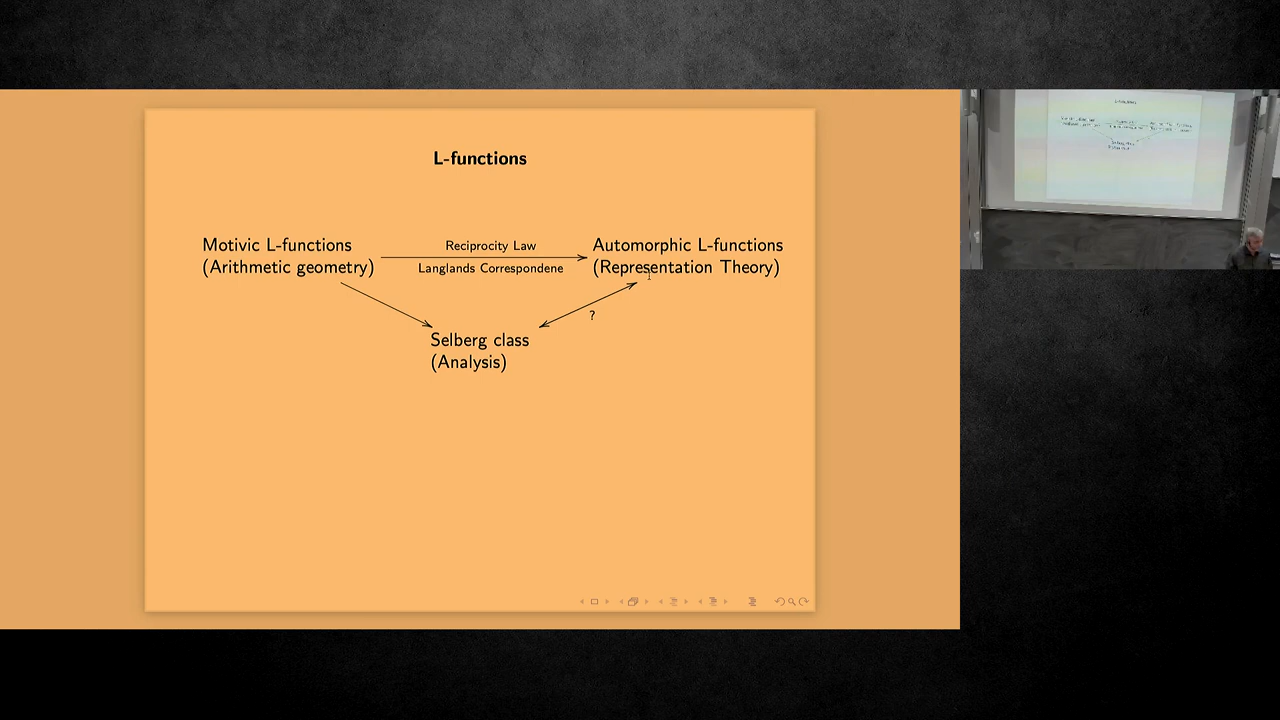 L-functions
Motivic L-functions
(Arithmetic geometry)
Reciprocity Law
Langlands Correspondene
Automorphic L-functions
(Representation Theory)
?
Selberg class
(Analysis)